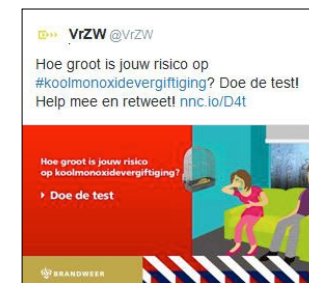 VrZW @VrZW
Hoe groot is jouw risico op
#koolmonoxidevergiftiging? Doe de test!
Help mee en retweet! nnc.io/D4t
Hoe groot is jouw risico
op koolmonoxidevergiftiging?
Doe de test
BRANDWEER